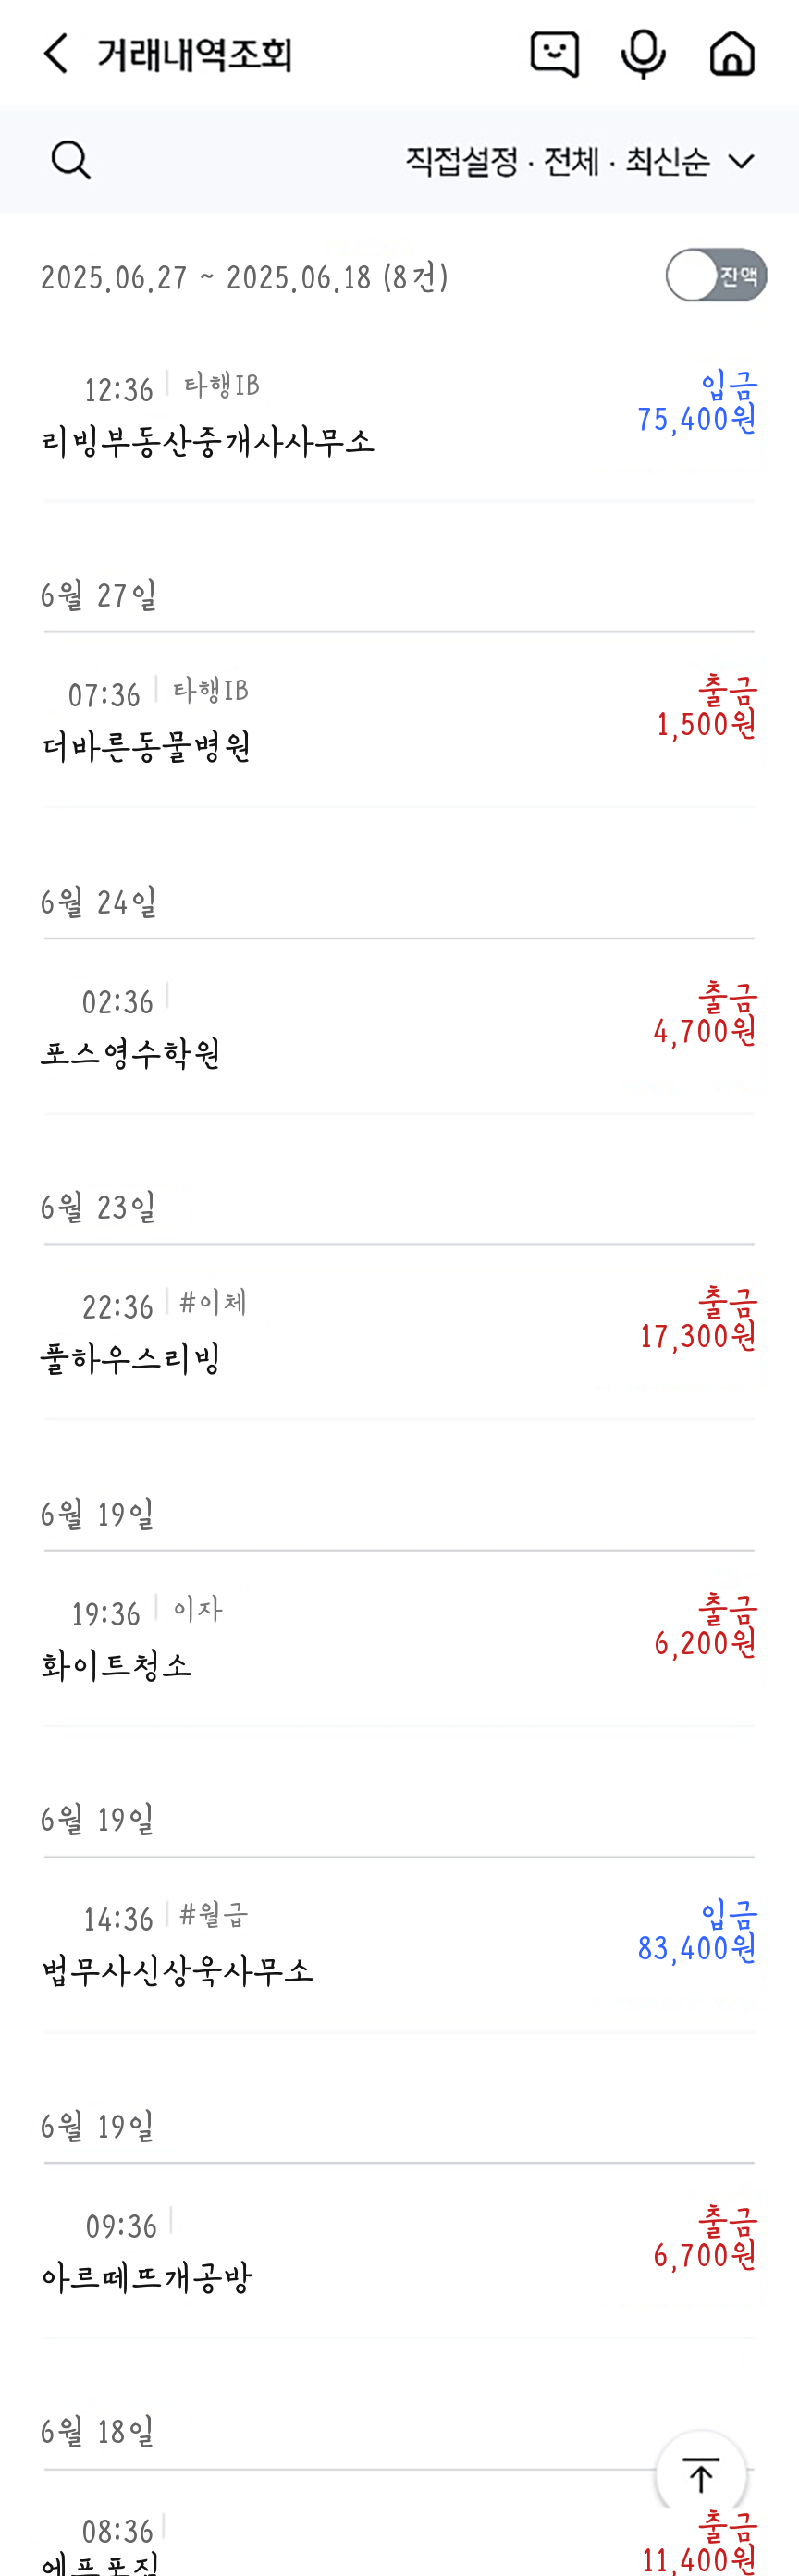 거래내역조회
직접설정 · 전체 · 최신순
2025.06.27 ~ 2025.06.18 (8건)
잔액
12:36 타행IB
입금
리빙부동산중개사사무소
75,400원
6월 27일
07:36 타행IB
출금
더바른동물병원
1,500원
6월 24일
02:36
출금
포스영수학원
4,700원
6월 23일
22:36 #이체
출금
풀하우스리빙
17,300원
6월 19일
19:36 이자
출금
화이트청소
6,200원
6월 19일
14:36 #월급
입금
법무사신상욱사무소
83,400원
6월 19일
09:36
출금
아르떼뜨개공방
6,700원
6월 18일
08:36
출금
11,400원